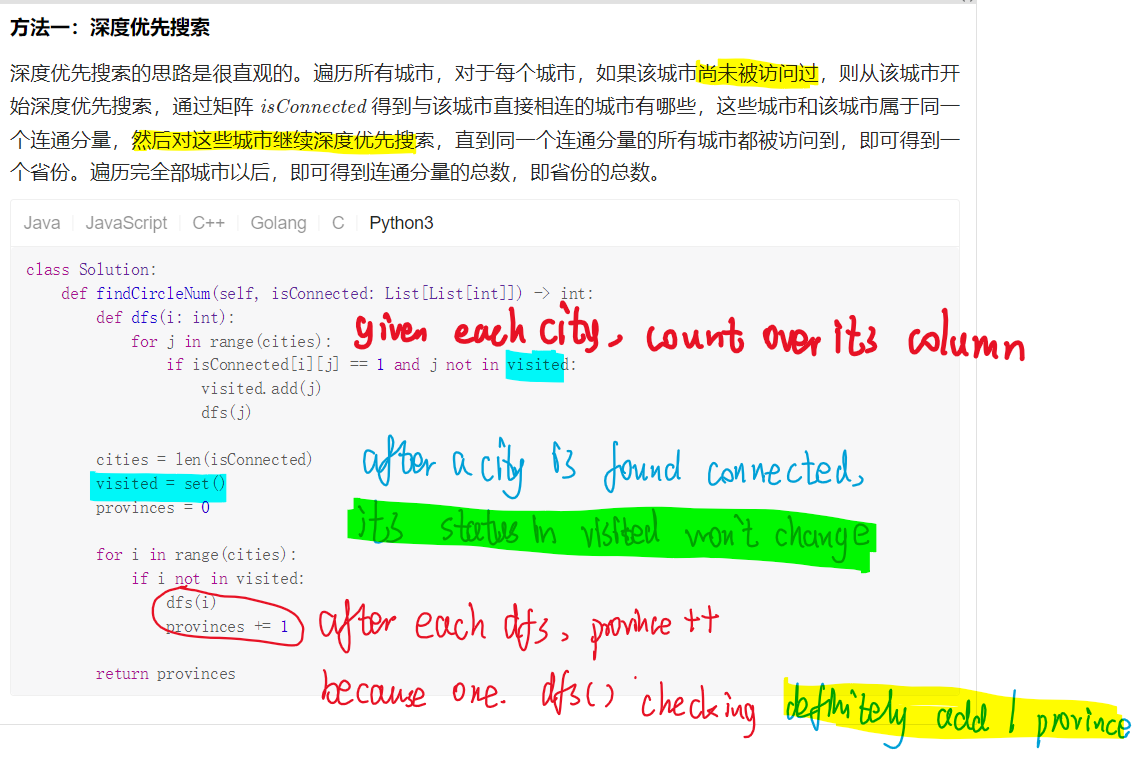 方法一：深度优先搜索
深度优先搜索的思路是很直观的。遍历所有城市，对于每个城市，如果该城市尚未被访问过，则从该城市开
始深度优先搜索，通过矩阵 isConnected 得到与该城市直接相连的城市有哪些，这些城市和该城市属于同一
个连通分量，然后对这些城市继续深度优先搜索，直到同一个连通分量的所有城市都被访问到，即可得到一
个省份。遍历完全部城市以后，即可得到连通分量的总数，即省份的总数。
Java JavaScript C++ Golang C Python3
class Solution:
    def findCircleNum(self, isConnected: List[List[int]]) -> int:
        def dfs(i: int):
            for j in range(cities):
given each city, count over its column
                if isConnected[i][j] == 1 and j not in visited:
                    visited.add(j)
                    dfs(j)
        cities = len(isConnected)
after a city is found connected,
        visited = set()
        provinces = 0
its status in visited won't change
        for i in range(cities):
            if i not in visited:
                dfs(i)
                provinces += 1
after each dfs, province ++
        return provinces
because one. dfs() checking definitely add 1 province